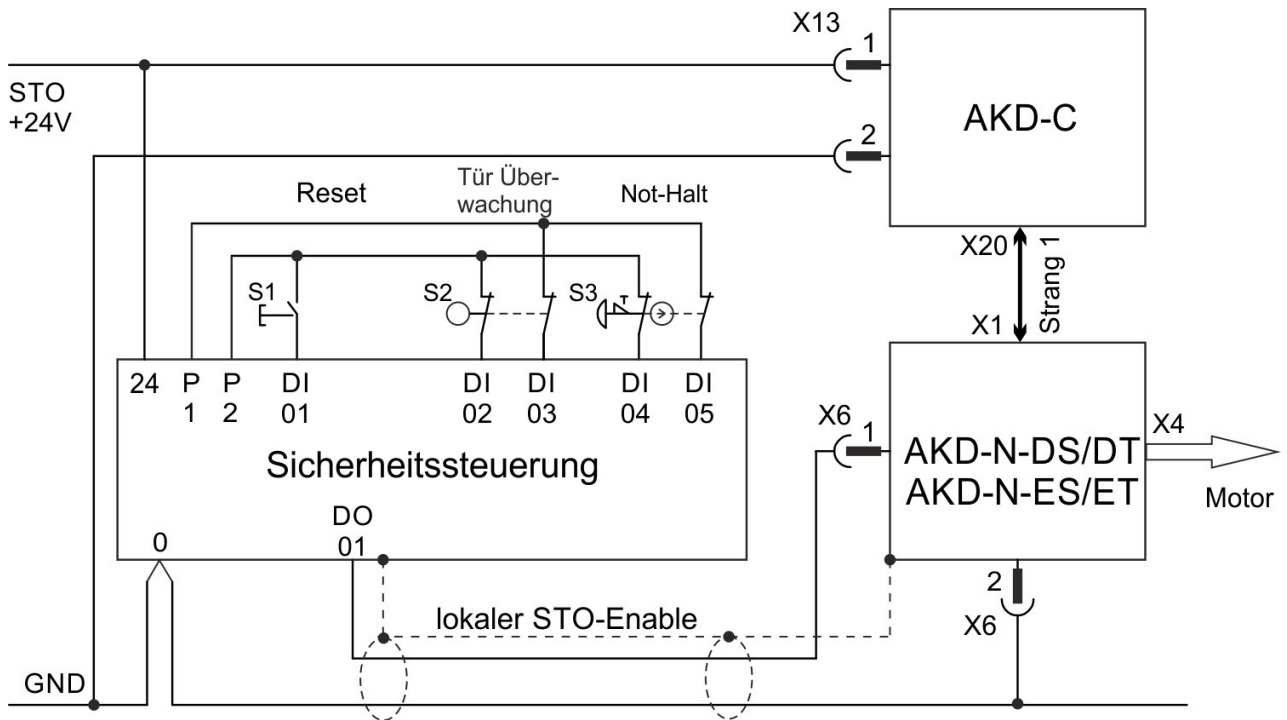 X13
1
AKD-C
STO
+24V
2
Reset
Tür Über-
wachung
Not-Halt
X20
Strang 1
X1
S1
S2
S3
24
P
1
P
2
DI
01
DI
02
DI
03
DI
04
DI
05
Sicherheitssteuerung
X6
1
AKD-N-DS/DT
AKD-N-ES/ET
X4
Motor
0
DO
01
2
X6
lokaler STO-Enable
GND